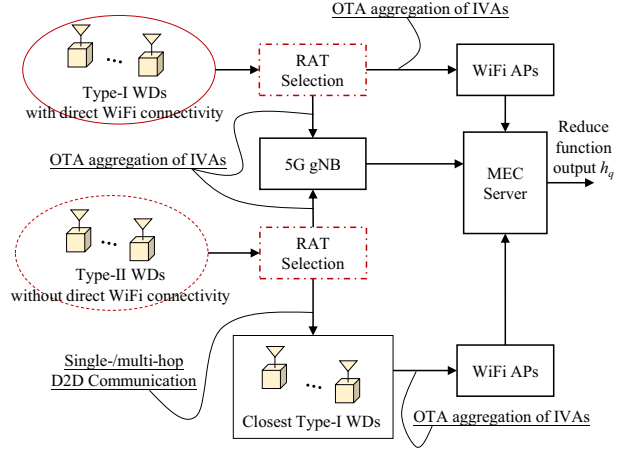 OTA aggregation of IVAs
...
Type-I WDs
with direct WiFi connectivity
RAT
Selection
WiFi APs
OTA aggregation of IVAs
5G gNB
MEC
Server
Reduce
function
output h_q
...
Type-II WDs
without direct WiFi connectivity
RAT
Selection
Single-/multi-hop
D2D Communication
...
Closest Type-I WDs
WiFi APs
OTA aggregation of IVAs